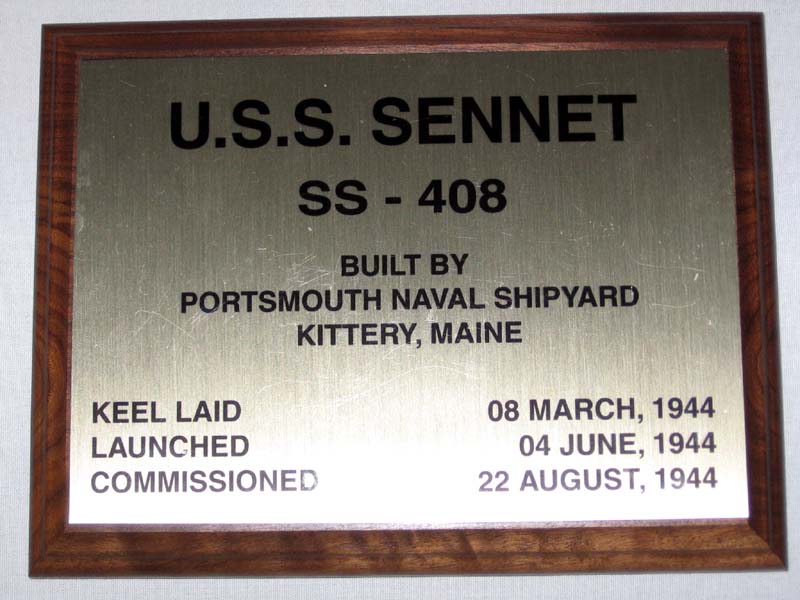 U.S.S. SENNET
SS - 408
BUILT BY
PORTSMOUTH NAVAL SHIPYARD
KITTERY, MAINE
KEEL LAID 08 MARCH, 1944
LAUNCHED 04 JUNE, 1944
COMMISSIONED 22 AUGUST, 1944